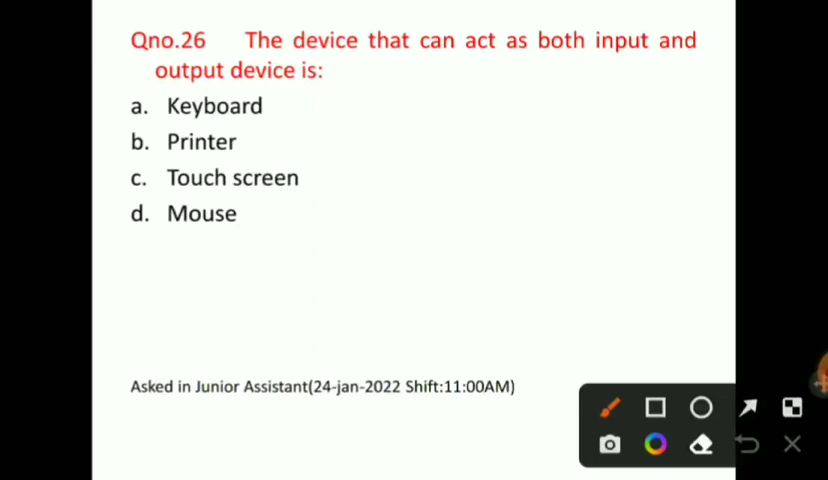 Qno.26 The device that can act as both input and
output device is:
a. Keyboard
b. Printer
c. Touch screen
d. Mouse
Asked in Junior Assistant(24-jan-2022 Shift:11:00AM)